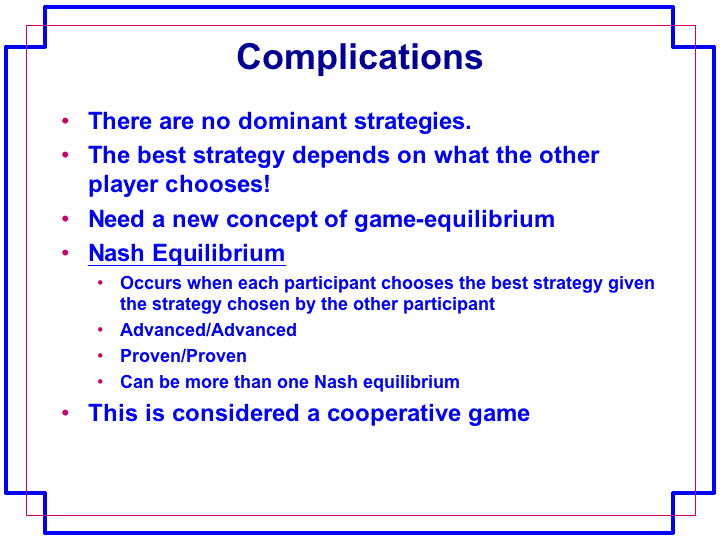 Complications
• There are no dominant strategies.
• The best strategy depends on what the other
player chooses!
• Need a new concept of game-equilibrium
• Nash Equilibrium
• Occurs when each participant chooses the best strategy given
the strategy chosen by the other participant
• Advanced/Advanced
• Proven/Proven
• Can be more than one Nash equilibrium
• This is considered a cooperative game